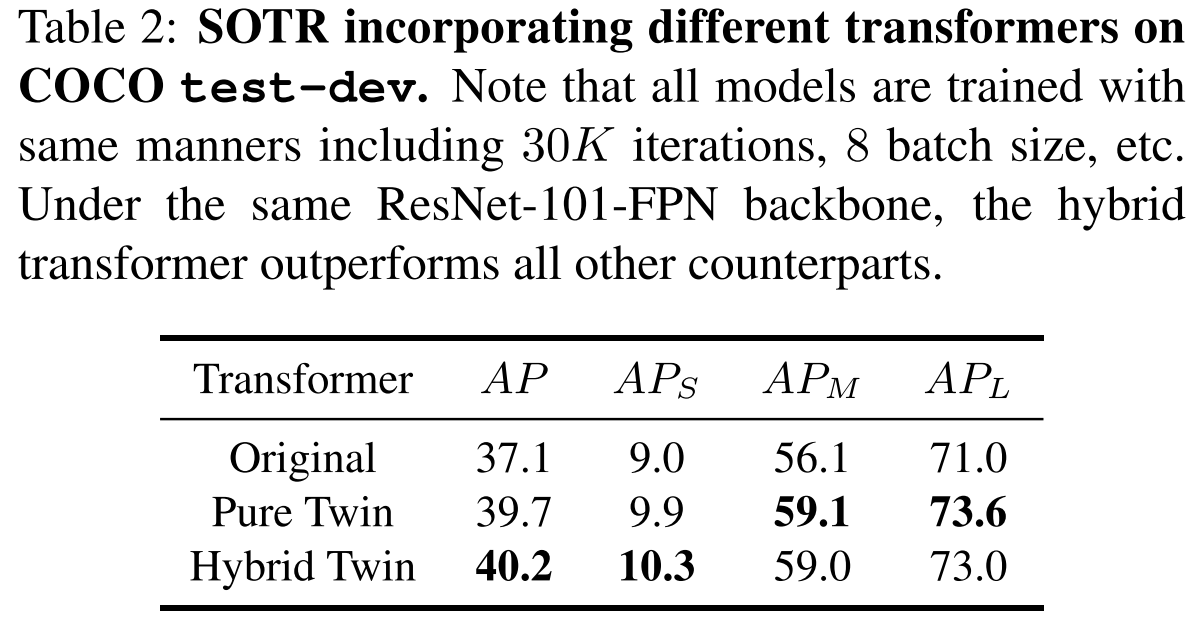 Table 2: SOTR incorporating different transformers on
COCO test-dev. Note that all models are trained with
same manners including 30K iterations, 8 batch size, etc.
Under the same ResNet-101-FPN backbone, the hybrid
transformer outperforms all other counterparts.
Transformer AP AP_S AP_M AP_L
Original 37.1 9.0 56.1 71.0
Pure Twin 39.7 9.9 59.1 73.6
Hybrid Twin 40.2 10.3 59.0 73.0